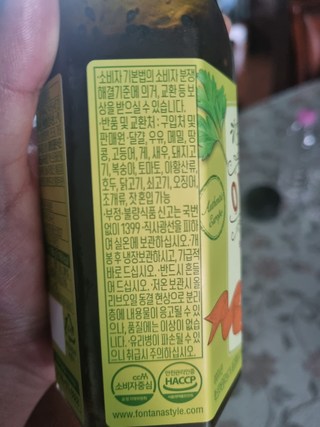 ·소비자 기본법의 소비자 분쟁
해결기준에 의거, 교환 등 보
상을 받으실 수 있습니다.
·반품 및 교환처 : 구입처 및
판매원 ·달걀, 우유, 메밀, 땅
콩, 고등어, 게, 새우, 돼지고
기, 복숭아, 토마토, 아황산류,
호두, 닭고기, 쇠고기, 오징어,
조개류, 잣 혼입 가능
·부정·불량식품 신고는 국번
없이 1399 ·직사광선을 피하
여 실온에 보관하십시오 ·개
봉 후 냉장보관하시고, 가급적
바로 드십시오 ·반드시 흔들
어 드십시오 ·저온 보관 시 올
리브오일 동결 현상으로 분리
층에 내용물이 응고될 수 있
으나, 품질에는 이상이 없습
니다. ·유리병이 파손될 수 있
으니 취급시 주의하십시오.
CCM
소비자중심
안전관리인증
HACCP
www.fontanastyle.com